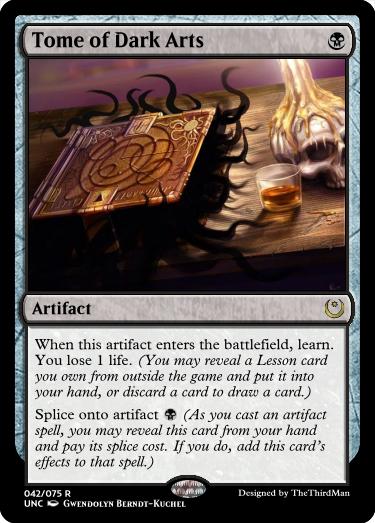 Tome of Dark Arts
Artifact
When this artifact enters the battlefield, learn.
You lose 1 life. (You may reveal a Lesson card
you own from outside the game and put it into
your hand, or discard a card to draw a card.)
Splice onto artifact (As you cast an artifact
spell, you may reveal this card from your hand
and pay its splice cost. If you do, add this card's
effects to that spell.)
042/075 R
UNC Gwendolyn Berndt-Kuchel
Designed by TheThirdMan